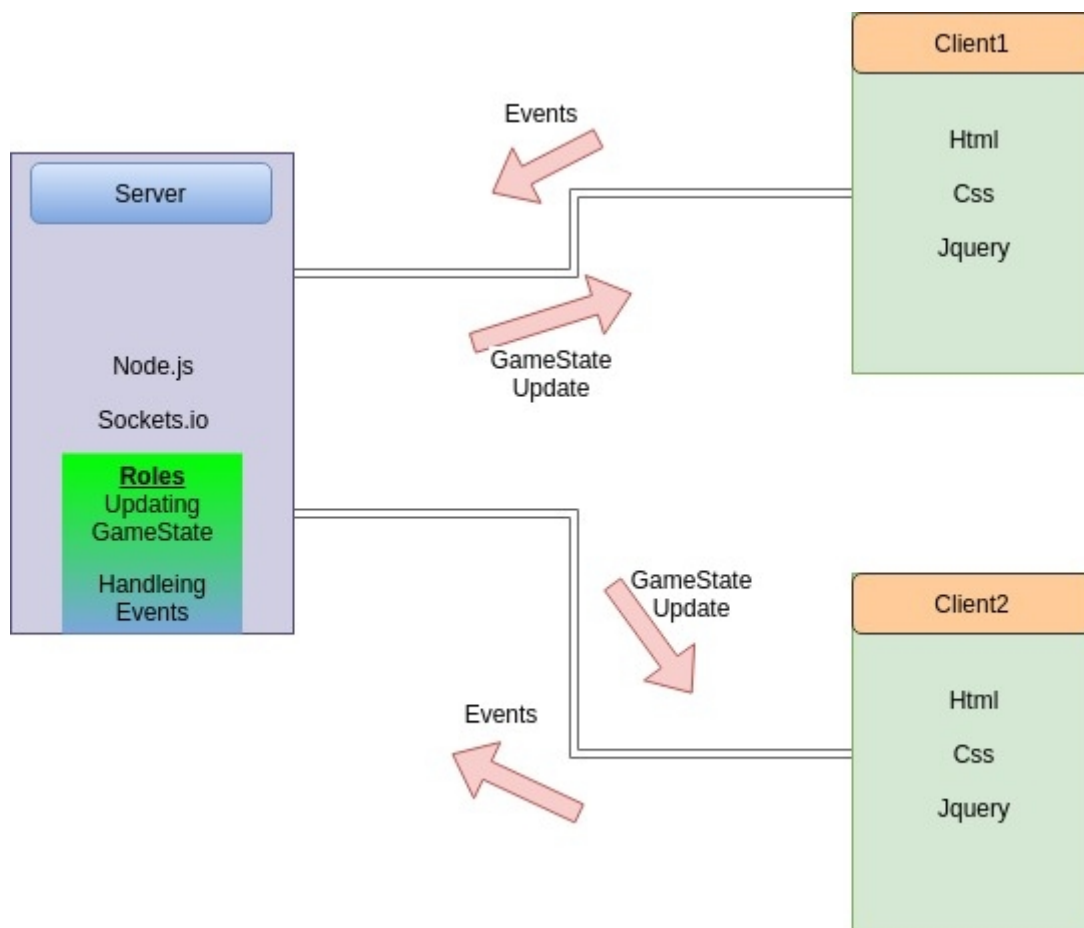 Server
Node.js
Sockets.io
Roles
Updating
GameState
Handleing
Events
Events
GameState
Update
GameState
Update
Events
Client1
Html
Css
Jquery
Client2
Html
Css
Jquery